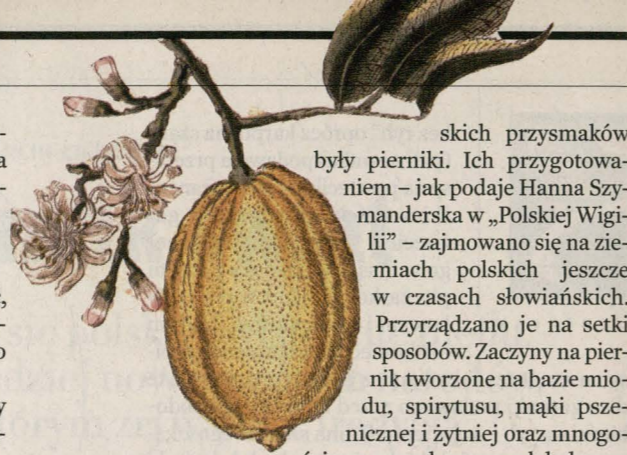 skich przysmaków
były pierniki. Ich przygotowa-
niem – jak podaje Hanna Szy-
manderska w „Polskiej Wigi-
lii” – zajmowano się na zie-
miach polskich jeszcze
w czasach słowiańskich.
Przyrządzano je na setki
sposobów. Zaczyny na pier-
nik tworzone na bazie mio-
du, spirytusu, mąki psze-
nicznej i żytniej oraz mnogo-